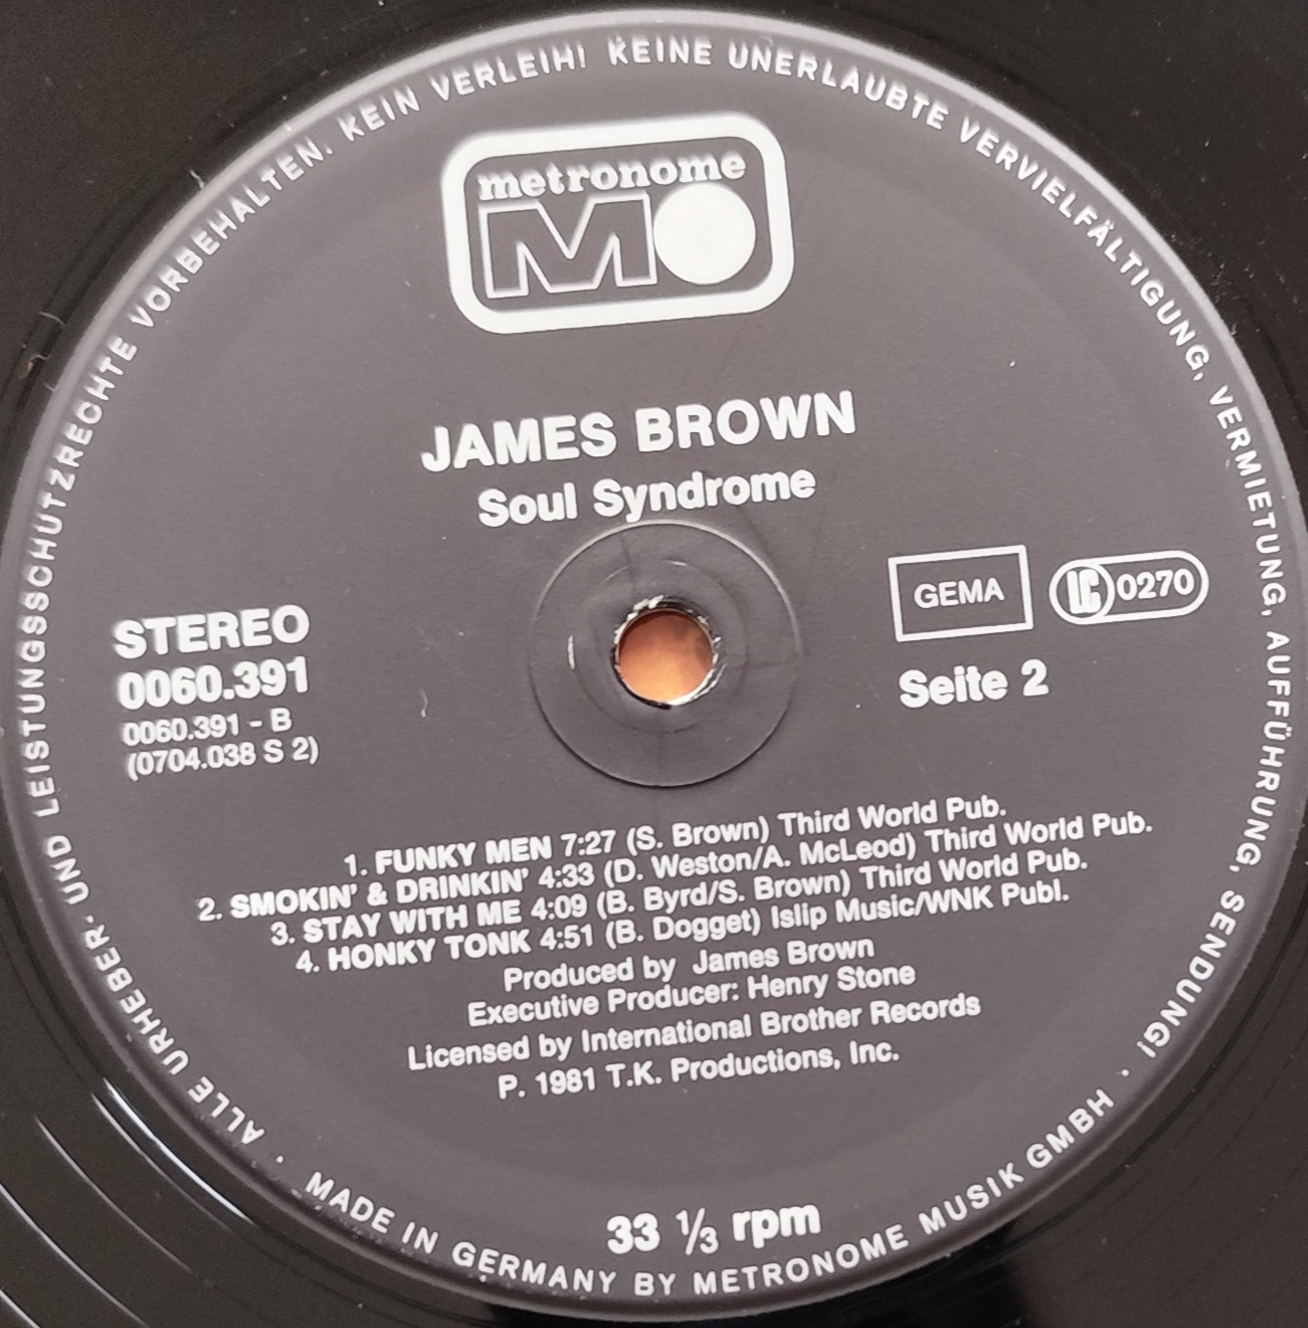 ALLE URHEBER- UND LEISTUNGSSCHUTZRECHTE VORBEHALTEN. KEIN VERLEIH! KEINE UNERLAUBTE VERVIELFÄLTIGUNG, VERMIETUNG, AUFFÜHRUNG, SENDUNG!
metronome
MO
JAMES BROWN
Soul Syndrome
STEREO
0060.391
0060.391 - B
(0704.038 S 2)
GEMA
LC 0270
Seite 2
1. FUNKY MEN 7:27 (S. Brown) Third World Pub.
2. SMOKIN' & DRINKIN' 4:33 (D. Weston/A. McLeod) Third World Pub.
3. STAY WITH ME 4:09 (B. Byrd/S. Brown) Third World Pub.
4. HONKY TONK 4:51 (B. Dogget) Islip Music/WNK Publ.
Produced by James Brown
Executive Producer: Henry Stone
Licensed by International Brother Records
P. 1981 T.K. Productions, Inc.
33 ⅓ rpm
· MADE IN GERMANY BY METRONOME MUSIK GMBH ·